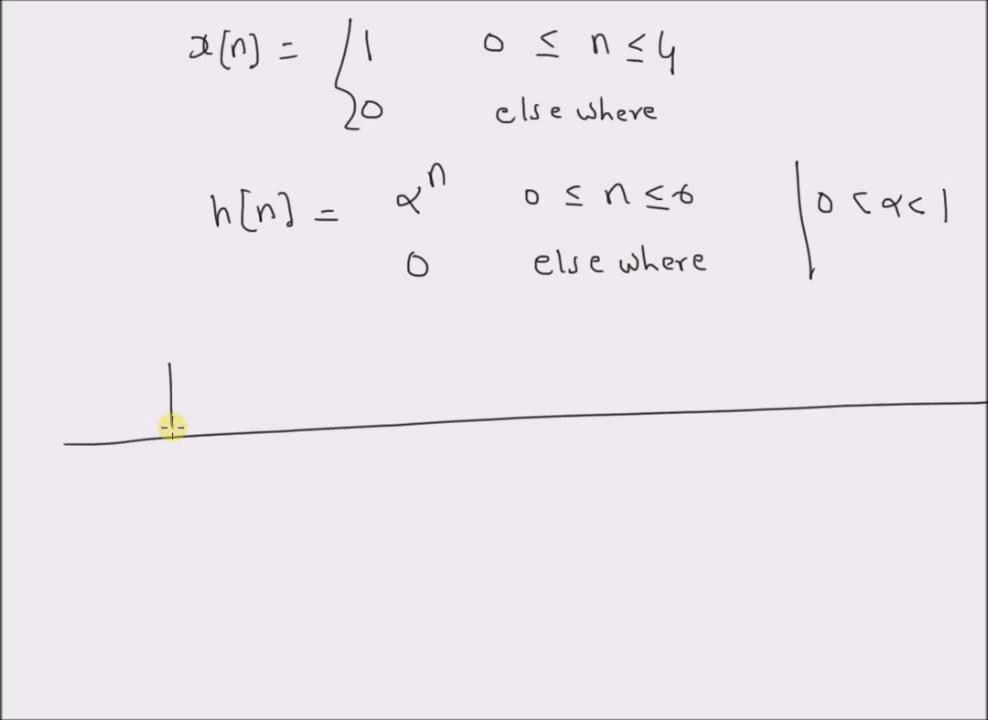 x[n] = { 1 0 ≤ n ≤ 4
0 else where
h[n] = α^n 0 ≤ n ≤ 6 | 0 < α < 1
0 else where